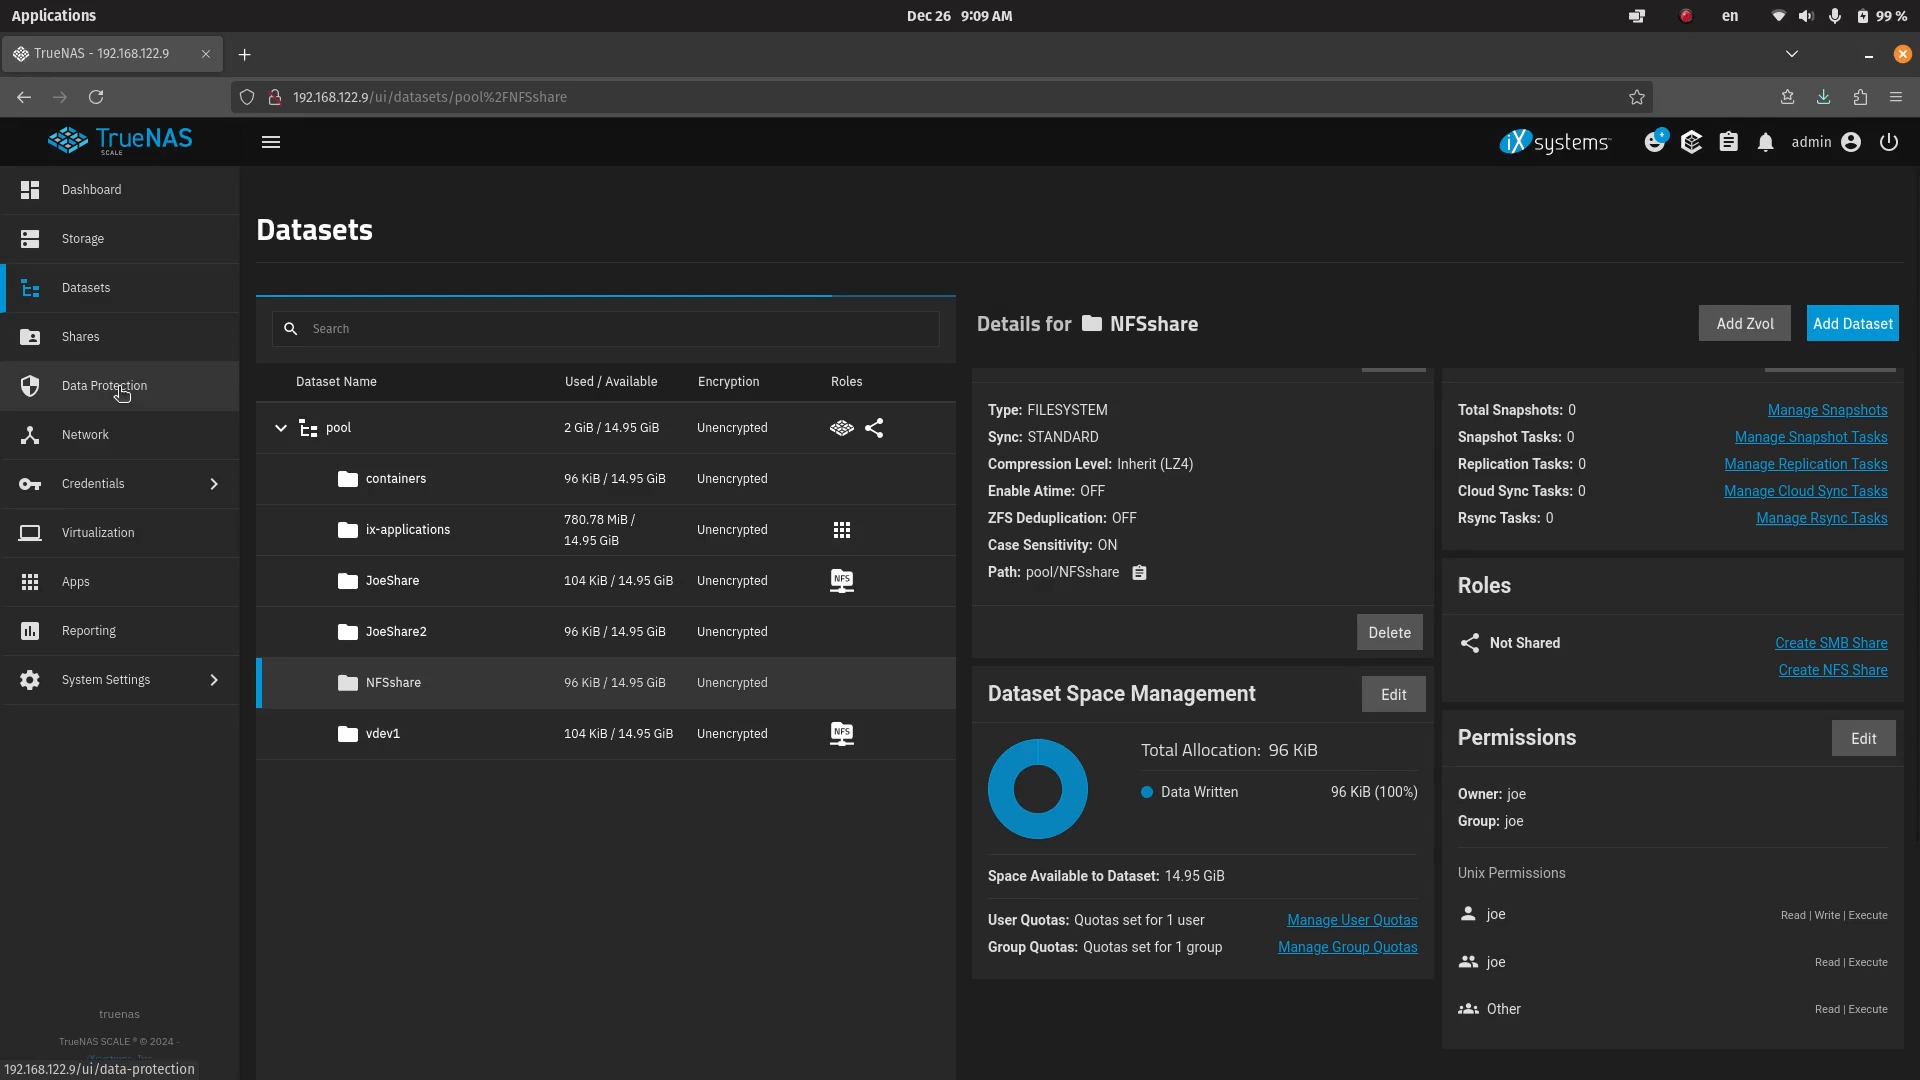 Applications
Dec 26 9:09 AM
en
99 %
TrueNAS - 192.168.122.9
192.168.122.9/ui/datasets/pool%2FNFSshare
TrueNAS
SCALE
iXsystems
admin
Dashboard
Storage
Datasets
Shares
Data Protection
Network
Credentials
Virtualization
Apps
Reporting
System Settings
truenas
TrueNAS SCALE ® © 2024 -
192.168.122.9/ui/data-protection
Datasets
Search
Dataset Name Used / Available Encryption Roles
pool 2 GiB / 14.95 GiB Unencrypted
containers 96 KiB / 14.95 GiB Unencrypted
ix-applications 780.78 MiB / 14.95 GiB Unencrypted
JoeShare 104 KiB / 14.95 GiB Unencrypted NFS
JoeShare2 96 KiB / 14.95 GiB Unencrypted
NFSshare 96 KiB / 14.95 GiB Unencrypted
vdev1 104 KiB / 14.95 GiB Unencrypted NFS
Details for NFSshare
Add Zvol
Add Dataset
Type: FILESYSTEM
Sync: STANDARD
Compression Level: Inherit (LZ4)
Enable Atime: OFF
ZFS Deduplication: OFF
Case Sensitivity: ON
Path: pool/NFSshare
Delete
Dataset Space Management
Edit
Total Allocation: 96 KiB
Data Written 96 KiB (100%)
Space Available to Dataset: 14.95 GiB
User Quotas: Quotas set for 1 user Manage User Quotas
Group Quotas: Quotas set for 1 group Manage Group Quotas
Total Snapshots: 0 Manage Snapshots
Snapshot Tasks: 0 Manage Snapshot Tasks
Replication Tasks: 0 Manage Replication Tasks
Cloud Sync Tasks: 0 Manage Cloud Sync Tasks
Rsync Tasks: 0 Manage Rsync Tasks
Roles
Not Shared Create SMB Share
Create NFS Share
Permissions
Edit
Owner: joe
Group: joe
Unix Permissions
joe Read | Write | Execute
joe Read | Execute
Other Read | Execute